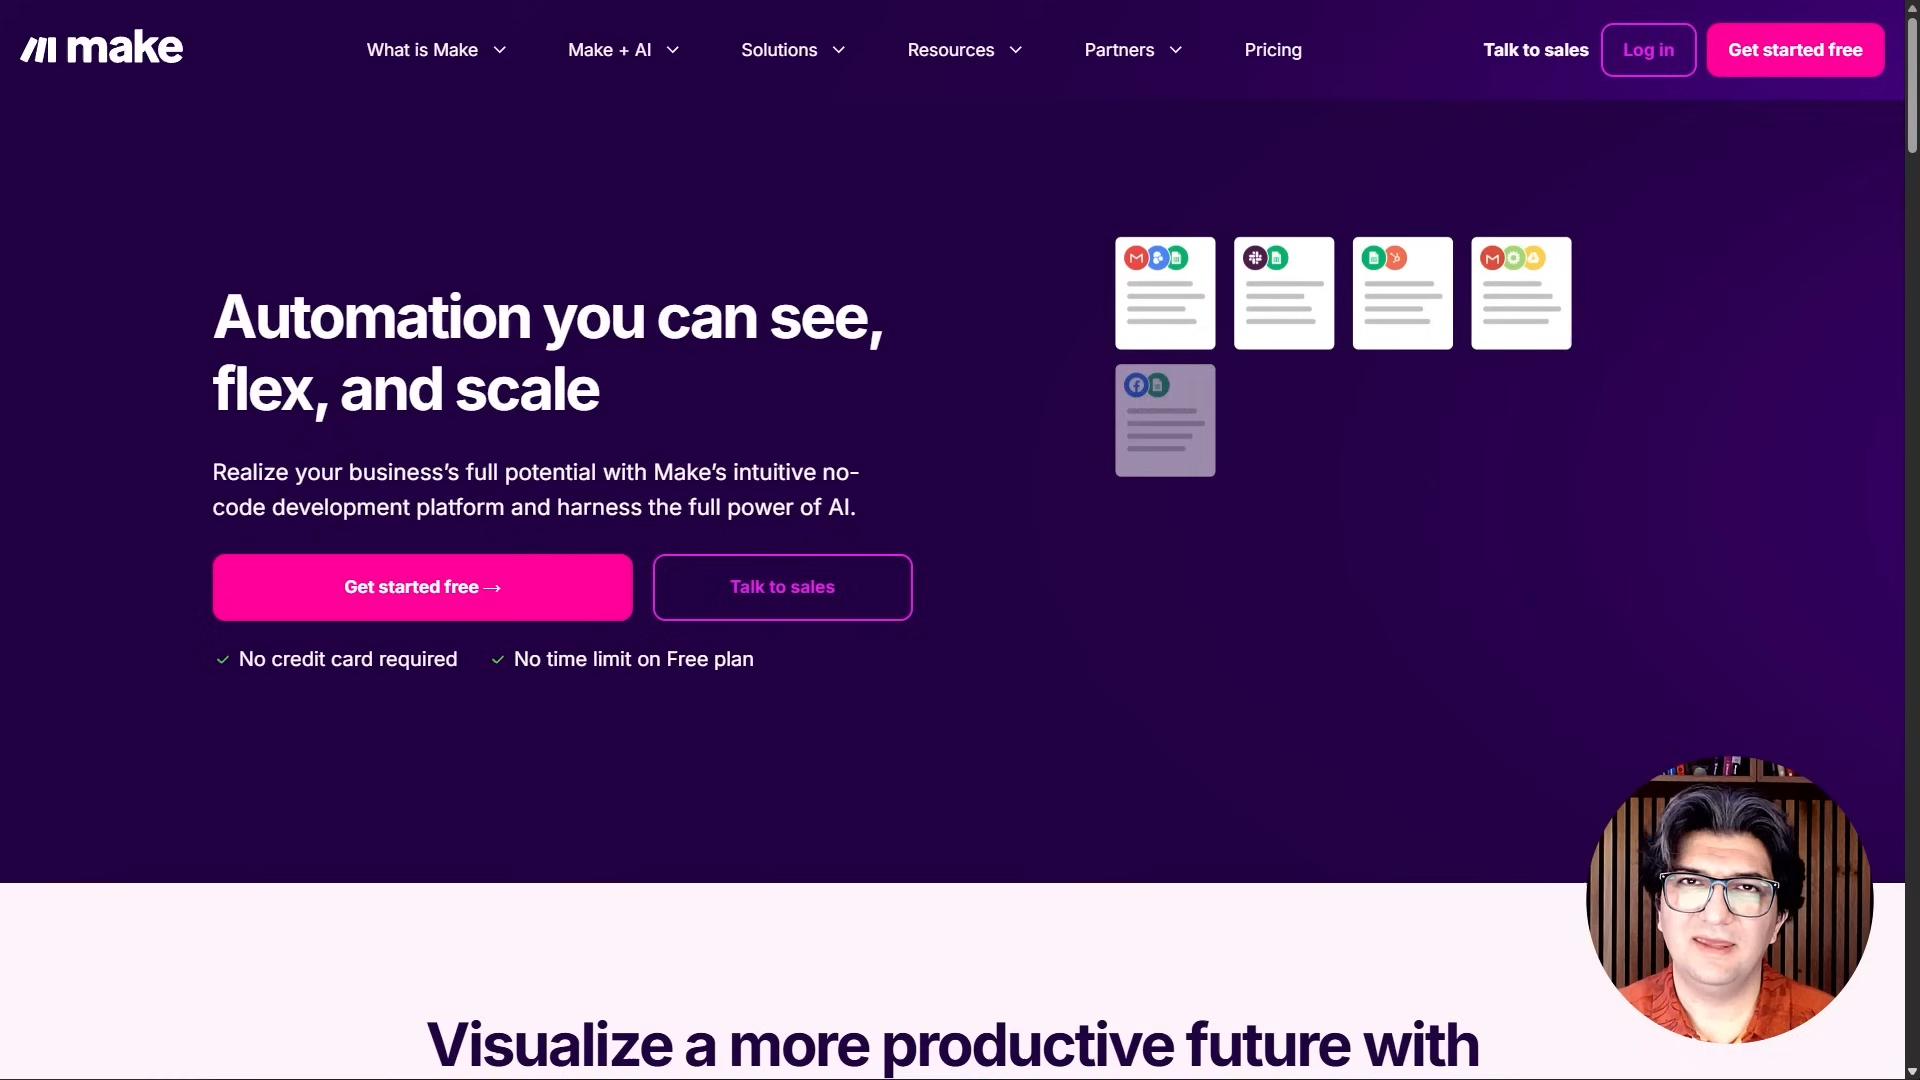 make
What is Make
Make + AI
Solutions
Resources
Partners
Pricing
Talk to sales
Log in
Get started free
Automation you can see,
flex, and scale
Realize your business’s full potential with Make’s intuitive no-
code development platform and harness the full power of AI.
Get started free →
Talk to sales
No credit card required
No time limit on Free plan
Visualize a more productive future with